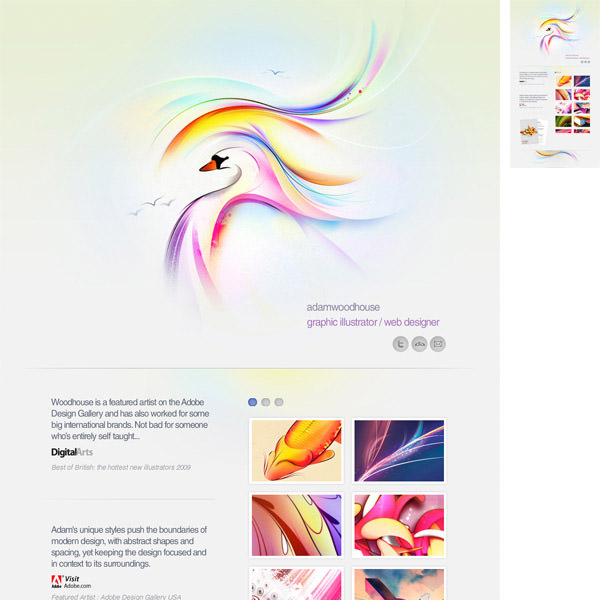 adamwoodhouse
graphic illustrator / web designer
Woodhouse is a featured artist on the Adobe
Design Gallery and has also worked for some
big international brands. Not bad for someone
who's entirely self taught...
DigitalArts
Best of British: the hottest new illustrators 2009
Adam's unique styles push the boundaries of
modern design, with abstract shapes and
spacing, yet keeping the design focused and
in context to its surroundings.
Visit
Adobe Adobe.com
Featured Artist : Adobe Design Gallery USA